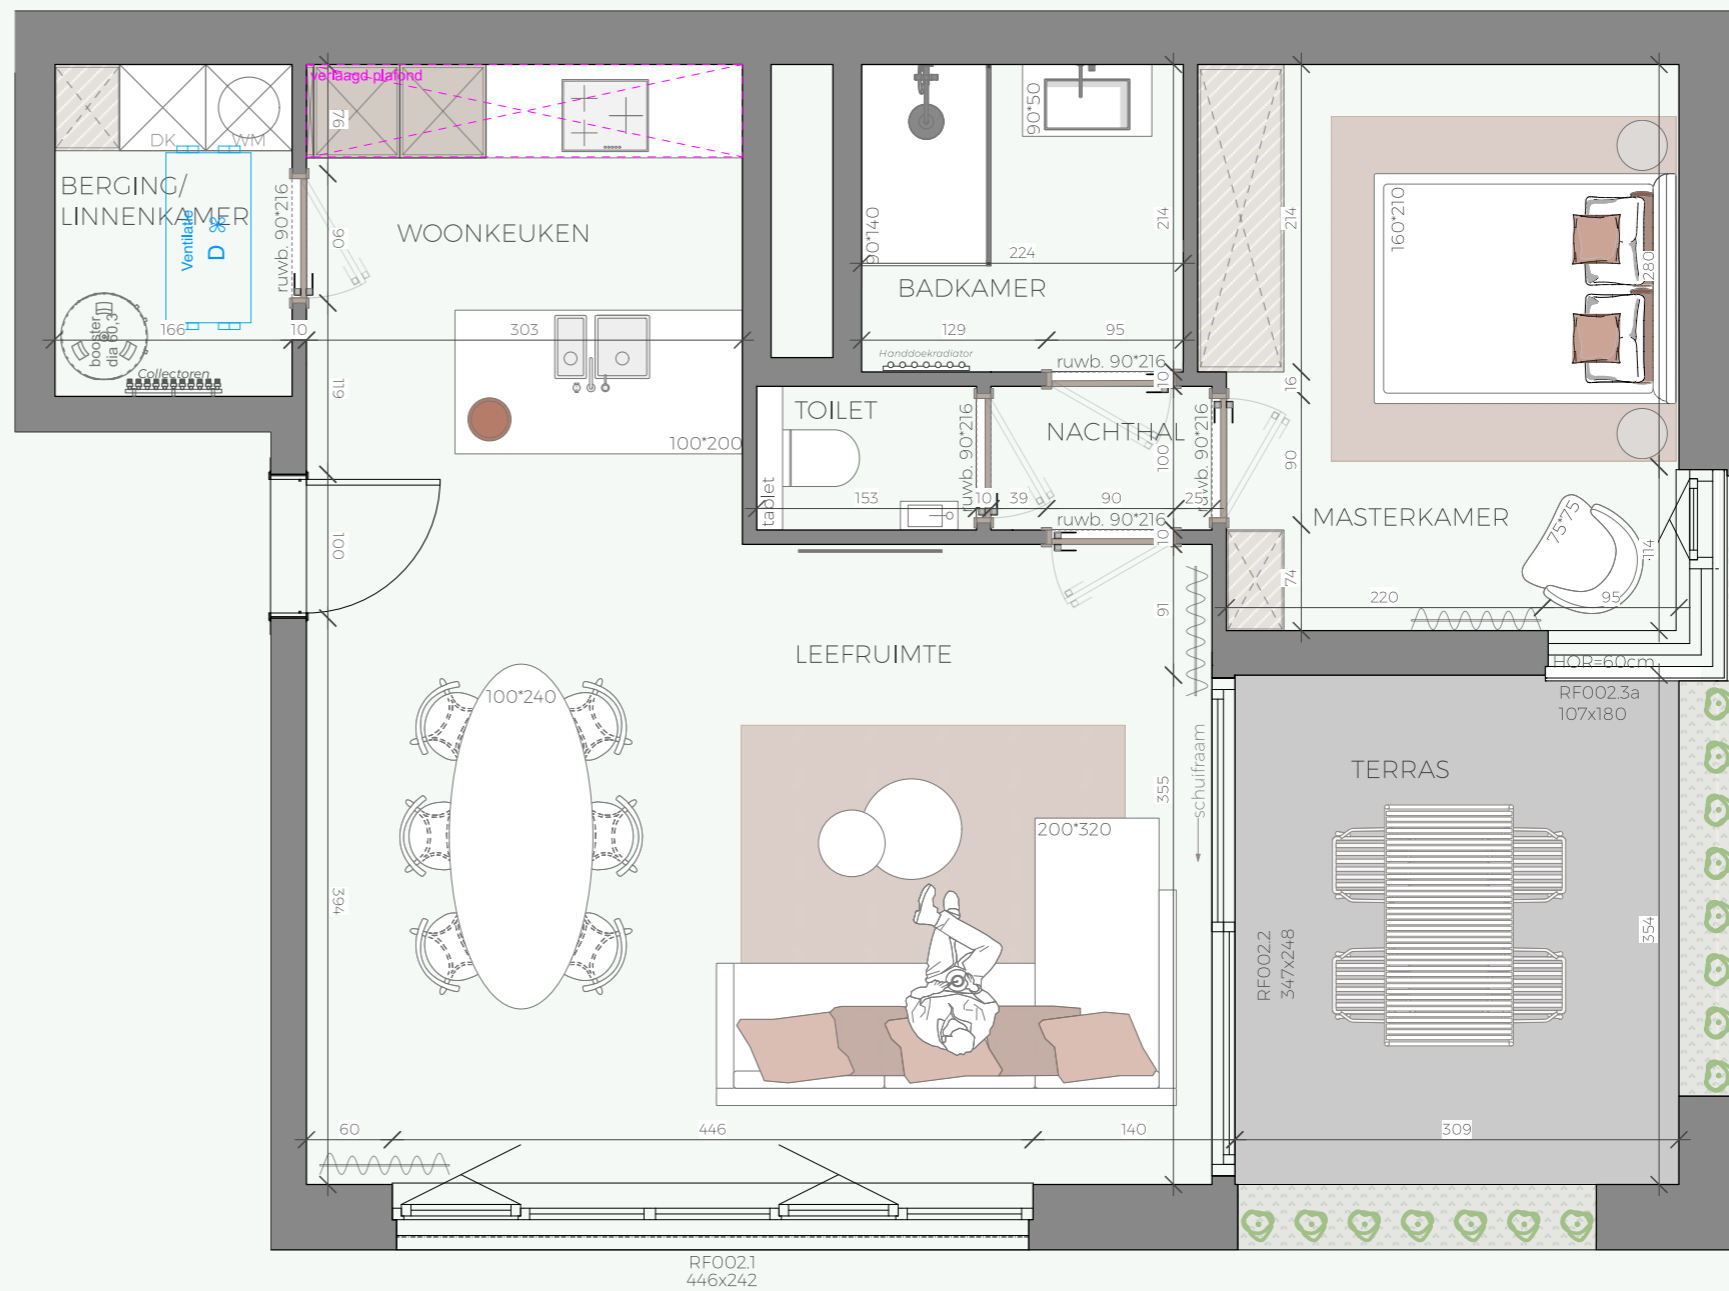 verlaagd plafond
76
DK
WM
BERGING/
LINNENKAMER
Ventilatie
D
ruwb. 90*216
90
WOONKEUKEN
166
10
303
booster
dia 60,3
Collectoren
119
100*200
100
90*50
90*140
214
224
BADKAMER
129
95
Handdoekradiator
ruwb. 90*216
10
TOILET
tablet
153
10
ruwb. 90*216
39
NACHTHAL
100
90
25
ruwb. 90*216
ruwb. 90*216
10
214
160*210
280
16
90
MASTERKAMER
75*75
114
74
220
95
HOR=60cm
RF002.3a
107x180
91
LEEFRUIMTE
100*240
schuifraam
355
200*320
394
TERRAS
RF002.2
347x248
354
60
446
140
309
RF002.1
446x242